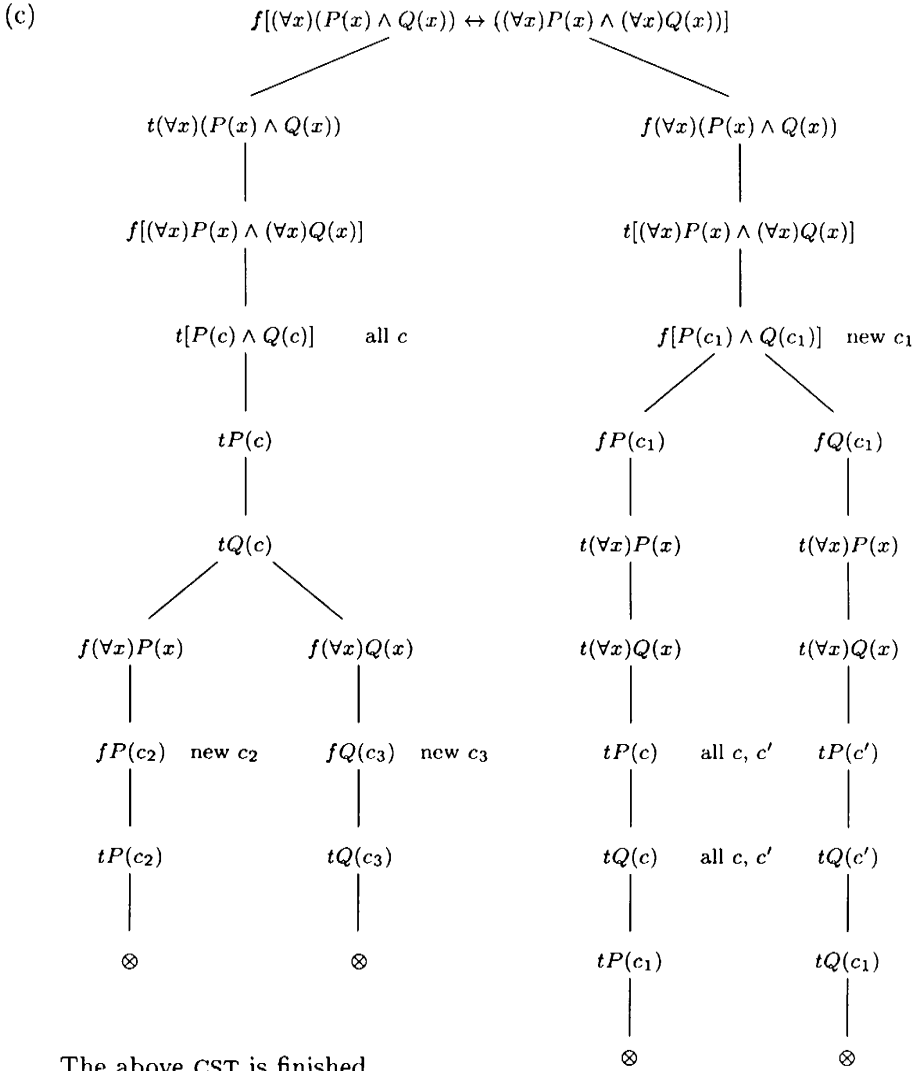 (c) f[(∀x)(P(x) ∧ Q(x)) ↔ ((∀x)P(x) ∧ (∀x)Q(x))]
t(∀x)(P(x) ∧ Q(x)) f(∀x)(P(x) ∧ Q(x))
f[(∀x)P(x) ∧ (∀x)Q(x)] t[(∀x)P(x) ∧ (∀x)Q(x)]
t[P(c) ∧ Q(c)] all c f[P(c₁) ∧ Q(c₁)] new c₁
tP(c) fP(c₁) fQ(c₁)
tQ(c) t(∀x)P(x) t(∀x)P(x)
f(∀x)P(x) f(∀x)Q(x) t(∀x)Q(x) t(∀x)Q(x)
fP(c₂) new c₂ fQ(c₃) new c₃ tP(c) all c, c′ tP(c′)
tP(c₂) tQ(c₃) tQ(c) all c, c′ tQ(c′)
⊗ ⊗ tP(c₁) tQ(c₁)
⊗ ⊗
The above CST is finished